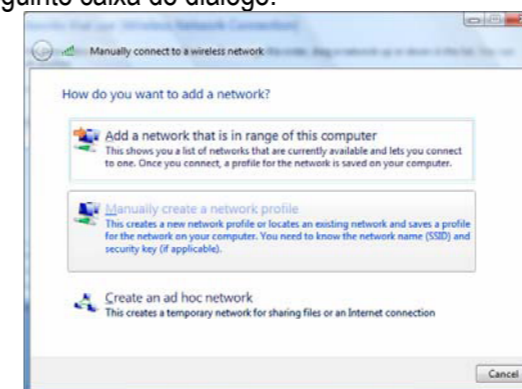 guinte caixa de diálogo:
Manually connect to a wireless network
How do you want to add a network?
Add a network that is in range of this computer
This shows you a list of networks that are currently available and lets you connect
to one. Once you connect, a profile for the network is saved on your computer.
Manually create a network profile
This creates a new network profile or locates an existing network and saves a profile
for the network on your computer. You need to know the network name (SSID) and
security key (if applicable).
Create an ad hoc network
This creates a temporary network for sharing files or an Internet connection
Cancel